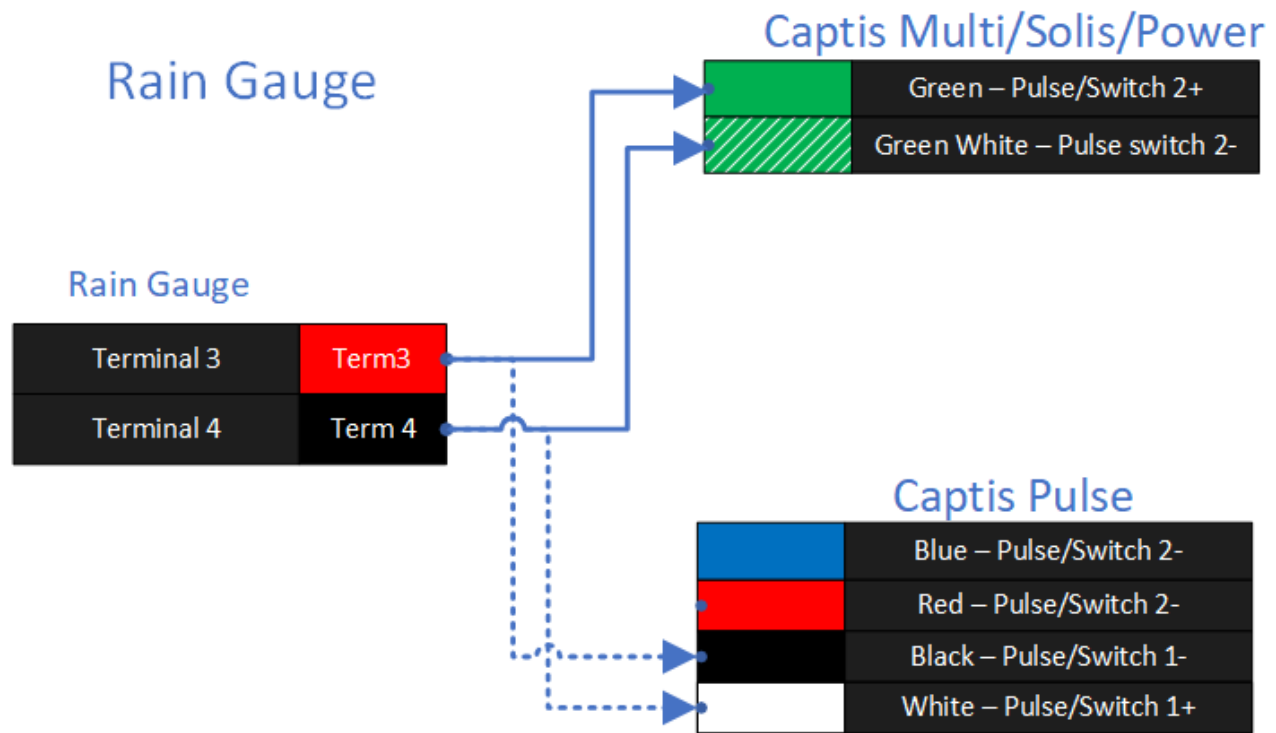 Captis Multi/Solis/Power
Rain Gauge
Green – Pulse/Switch 2+
Green White – Pulse switch 2-
Rain Gauge
Terminal 3 Term3
Terminal 4 Term 4
Captis Pulse
Blue – Pulse/Switch 2-
Red – Pulse/Switch 2-
Black – Pulse/Switch 1-
White – Pulse/Switch 1+